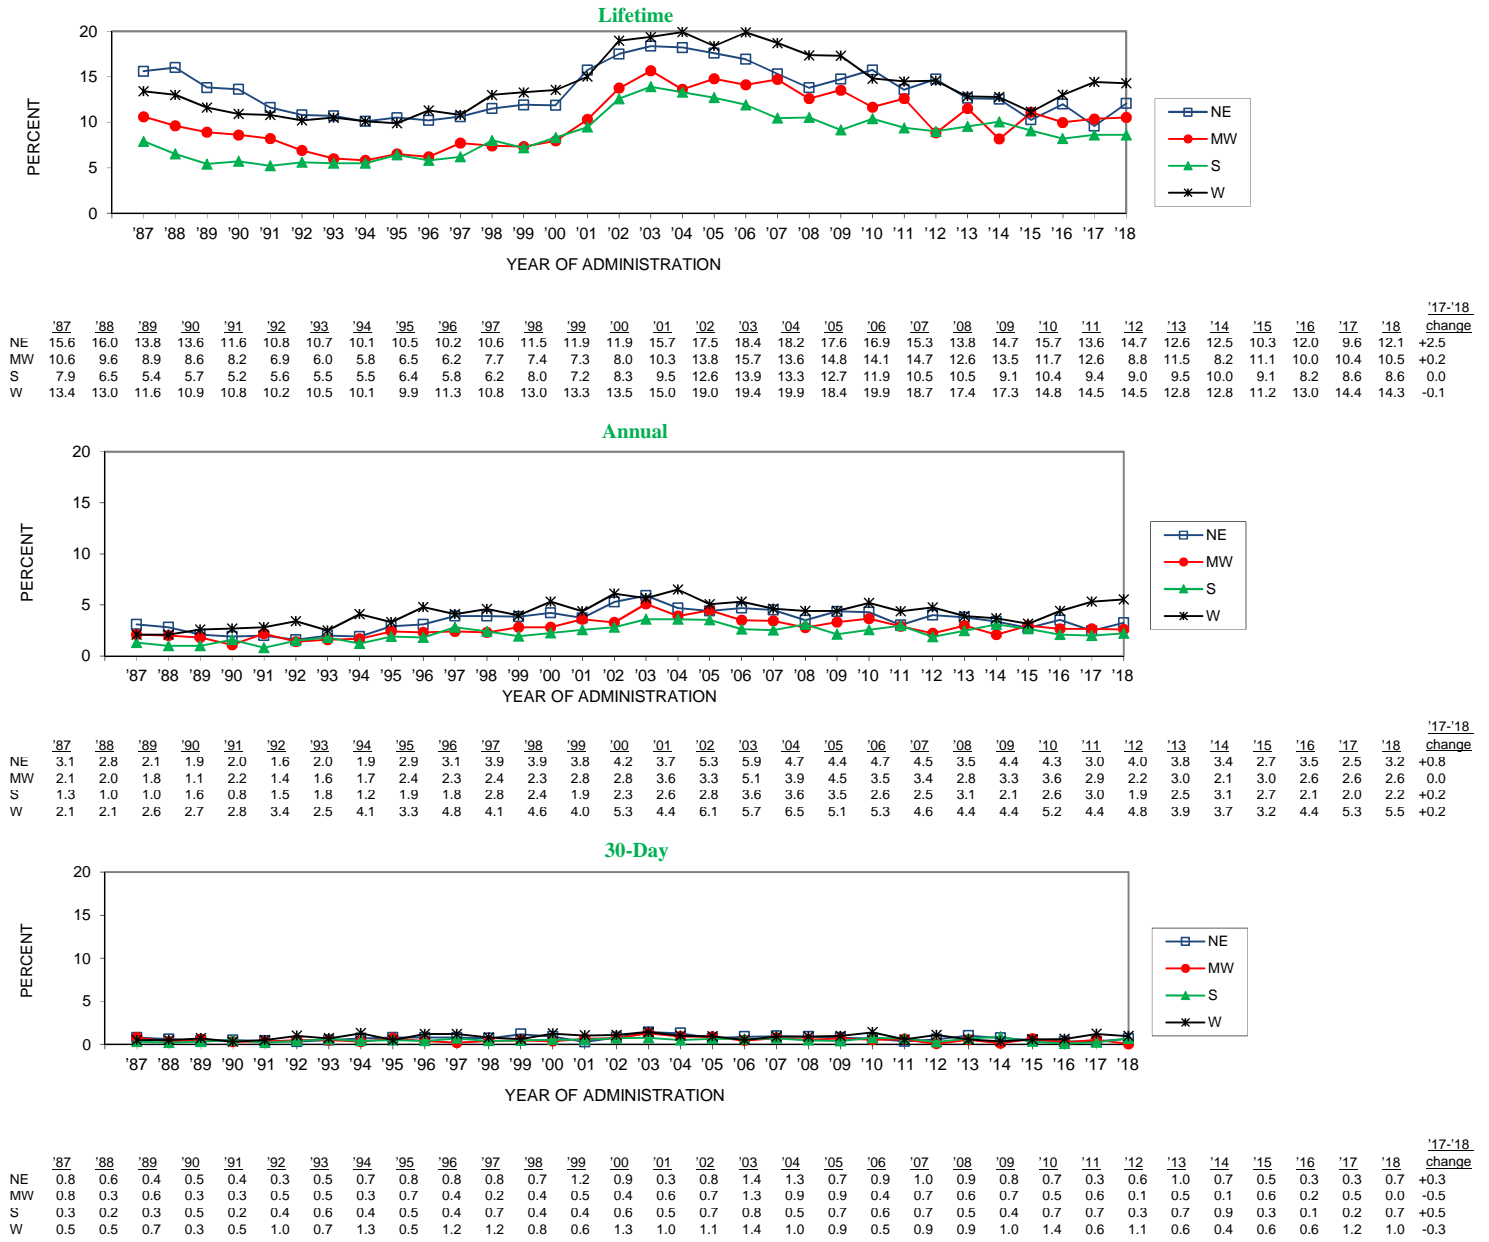 Lifetime
20
15
10
5
0
PERCENT
'87 '88 '89 '90 '91 '92 '93 '94 '95 '96 '97 '98 '99 '00 '01 '02 '03 '04 '05 '06 '07 '08 '09 '10 '11 '12 '13 '14 '15 '16 '17 '18
YEAR OF ADMINISTRATION
NE
MW
S
W
'17-'18
'87 '88 '89 '90 '91 '92 '93 '94 '95 '96 '97 '98 '99 '00 '01 '02 '03 '04 '05 '06 '07 '08 '09 '10 '11 '12 '13 '14 '15 '16 '17 '18 change
NE 15.6 16.0 13.8 13.6 11.6 10.8 10.7 10.1 10.5 10.2 10.6 11.5 11.9 11.9 15.7 17.5 18.4 18.2 17.6 16.9 15.3 13.8 14.7 15.7 13.6 14.7 12.6 12.5 10.3 12.0 9.6 12.1 +2.5
MW 10.6 9.6 8.9 8.6 8.2 6.9 6.0 5.8 6.5 6.2 7.7 7.4 7.3 8.0 10.3 13.8 15.7 13.6 14.8 14.1 14.7 12.6 13.5 11.7 12.6 8.8 11.5 8.2 11.1 10.0 10.4 10.5 +0.2
S 7.9 6.5 5.4 5.7 5.2 5.6 5.5 5.5 6.4 5.8 6.2 8.0 7.2 8.3 9.5 12.6 13.9 13.3 12.7 11.9 10.5 10.5 9.1 10.4 9.4 9.0 9.5 10.0 9.1 8.2 8.6 8.6 0.0
W 13.4 13.0 11.6 10.9 10.8 10.2 10.5 10.1 9.9 11.3 10.8 13.0 13.3 13.5 15.0 19.0 19.4 19.9 18.4 19.9 18.7 17.4 17.3 14.8 14.5 14.5 12.8 12.8 11.2 13.0 14.4 14.3 -0.1
Annual
20
15
10
5
0
PERCENT
'87 '88 '89 '90 '91 '92 '93 '94 '95 '96 '97 '98 '99 '00 '01 '02 '03 '04 '05 '06 '07 '08 '09 '10 '11 '12 '13 '14 '15 '16 '17 '18
YEAR OF ADMINISTRATION
NE
MW
S
W
'17-'18
'87 '88 '89 '90 '91 '92 '93 '94 '95 '96 '97 '98 '99 '00 '01 '02 '03 '04 '05 '06 '07 '08 '09 '10 '11 '12 '13 '14 '15 '16 '17 '18 change
NE 3.1 2.8 2.1 1.9 2.0 1.6 2.0 1.9 2.9 3.1 3.9 3.9 3.8 4.2 3.7 5.3 5.9 4.7 4.4 4.7 4.5 3.5 4.4 4.3 3.0 4.0 3.8 3.4 2.7 3.5 2.5 3.2 +0.8
MW 2.1 2.0 1.8 1.1 2.2 1.4 1.6 1.7 2.4 2.3 2.4 2.3 2.8 2.8 3.6 3.3 5.1 3.9 4.5 3.5 3.4 2.8 3.3 3.6 2.9 2.2 3.0 2.1 3.0 2.6 2.6 2.6 0.0
S 1.3 1.0 1.0 1.6 0.8 1.5 1.8 1.2 1.9 1.8 2.8 2.4 1.9 2.3 2.6 2.8 3.6 3.6 3.5 2.6 2.5 3.1 2.1 2.6 3.0 1.9 2.5 3.1 2.7 2.1 2.0 2.2 +0.2
W 2.1 2.1 2.6 2.7 2.8 3.4 2.5 4.1 3.3 4.8 4.1 4.6 4.0 5.3 4.4 6.1 5.7 6.5 5.1 5.3 4.6 4.4 4.4 5.2 4.4 4.8 3.9 3.7 3.2 4.4 5.3 5.5 +0.2
30-Day
20
15
10
5
0
PERCENT
'87 '88 '89 '90 '91 '92 '93 '94 '95 '96 '97 '98 '99 '00 '01 '02 '03 '04 '05 '06 '07 '08 '09 '10 '11 '12 '13 '14 '15 '16 '17 '18
YEAR OF ADMINISTRATION
NE
MW
S
W
'17-'18
'87 '88 '89 '90 '91 '92 '93 '94 '95 '96 '97 '98 '99 '00 '01 '02 '03 '04 '05 '06 '07 '08 '09 '10 '11 '12 '13 '14 '15 '16 '17 '18 change
NE 0.8 0.6 0.4 0.5 0.4 0.3 0.5 0.7 0.8 0.8 0.8 0.7 1.2 0.9 0.3 0.8 1.4 1.3 0.7 0.9 1.0 0.9 0.8 0.7 0.3 0.6 1.0 0.7 0.5 0.3 0.3 0.7 +0.3
MW 0.8 0.3 0.6 0.3 0.3 0.5 0.5 0.3 0.7 0.4 0.2 0.4 0.5 0.4 0.6 0.7 1.3 0.9 0.9 0.4 0.7 0.6 0.7 0.5 0.6 0.1 0.5 0.1 0.6 0.2 0.5 0.0 -0.5
S 0.3 0.2 0.3 0.5 0.2 0.4 0.6 0.4 0.5 0.4 0.7 0.4 0.4 0.6 0.5 0.7 0.8 0.5 0.7 0.6 0.7 0.5 0.4 0.7 0.7 0.3 0.7 0.9 0.3 0.1 0.2 0.7 +0.5
W 0.5 0.5 0.7 0.3 0.5 1.0 0.7 1.3 0.5 1.2 1.2 0.8 0.6 1.3 1.0 1.1 1.4 1.0 0.9 0.5 0.9 0.9 1.0 1.4 0.6 1.1 0.6 0.4 0.6 0.6 1.2 1.0 -0.3